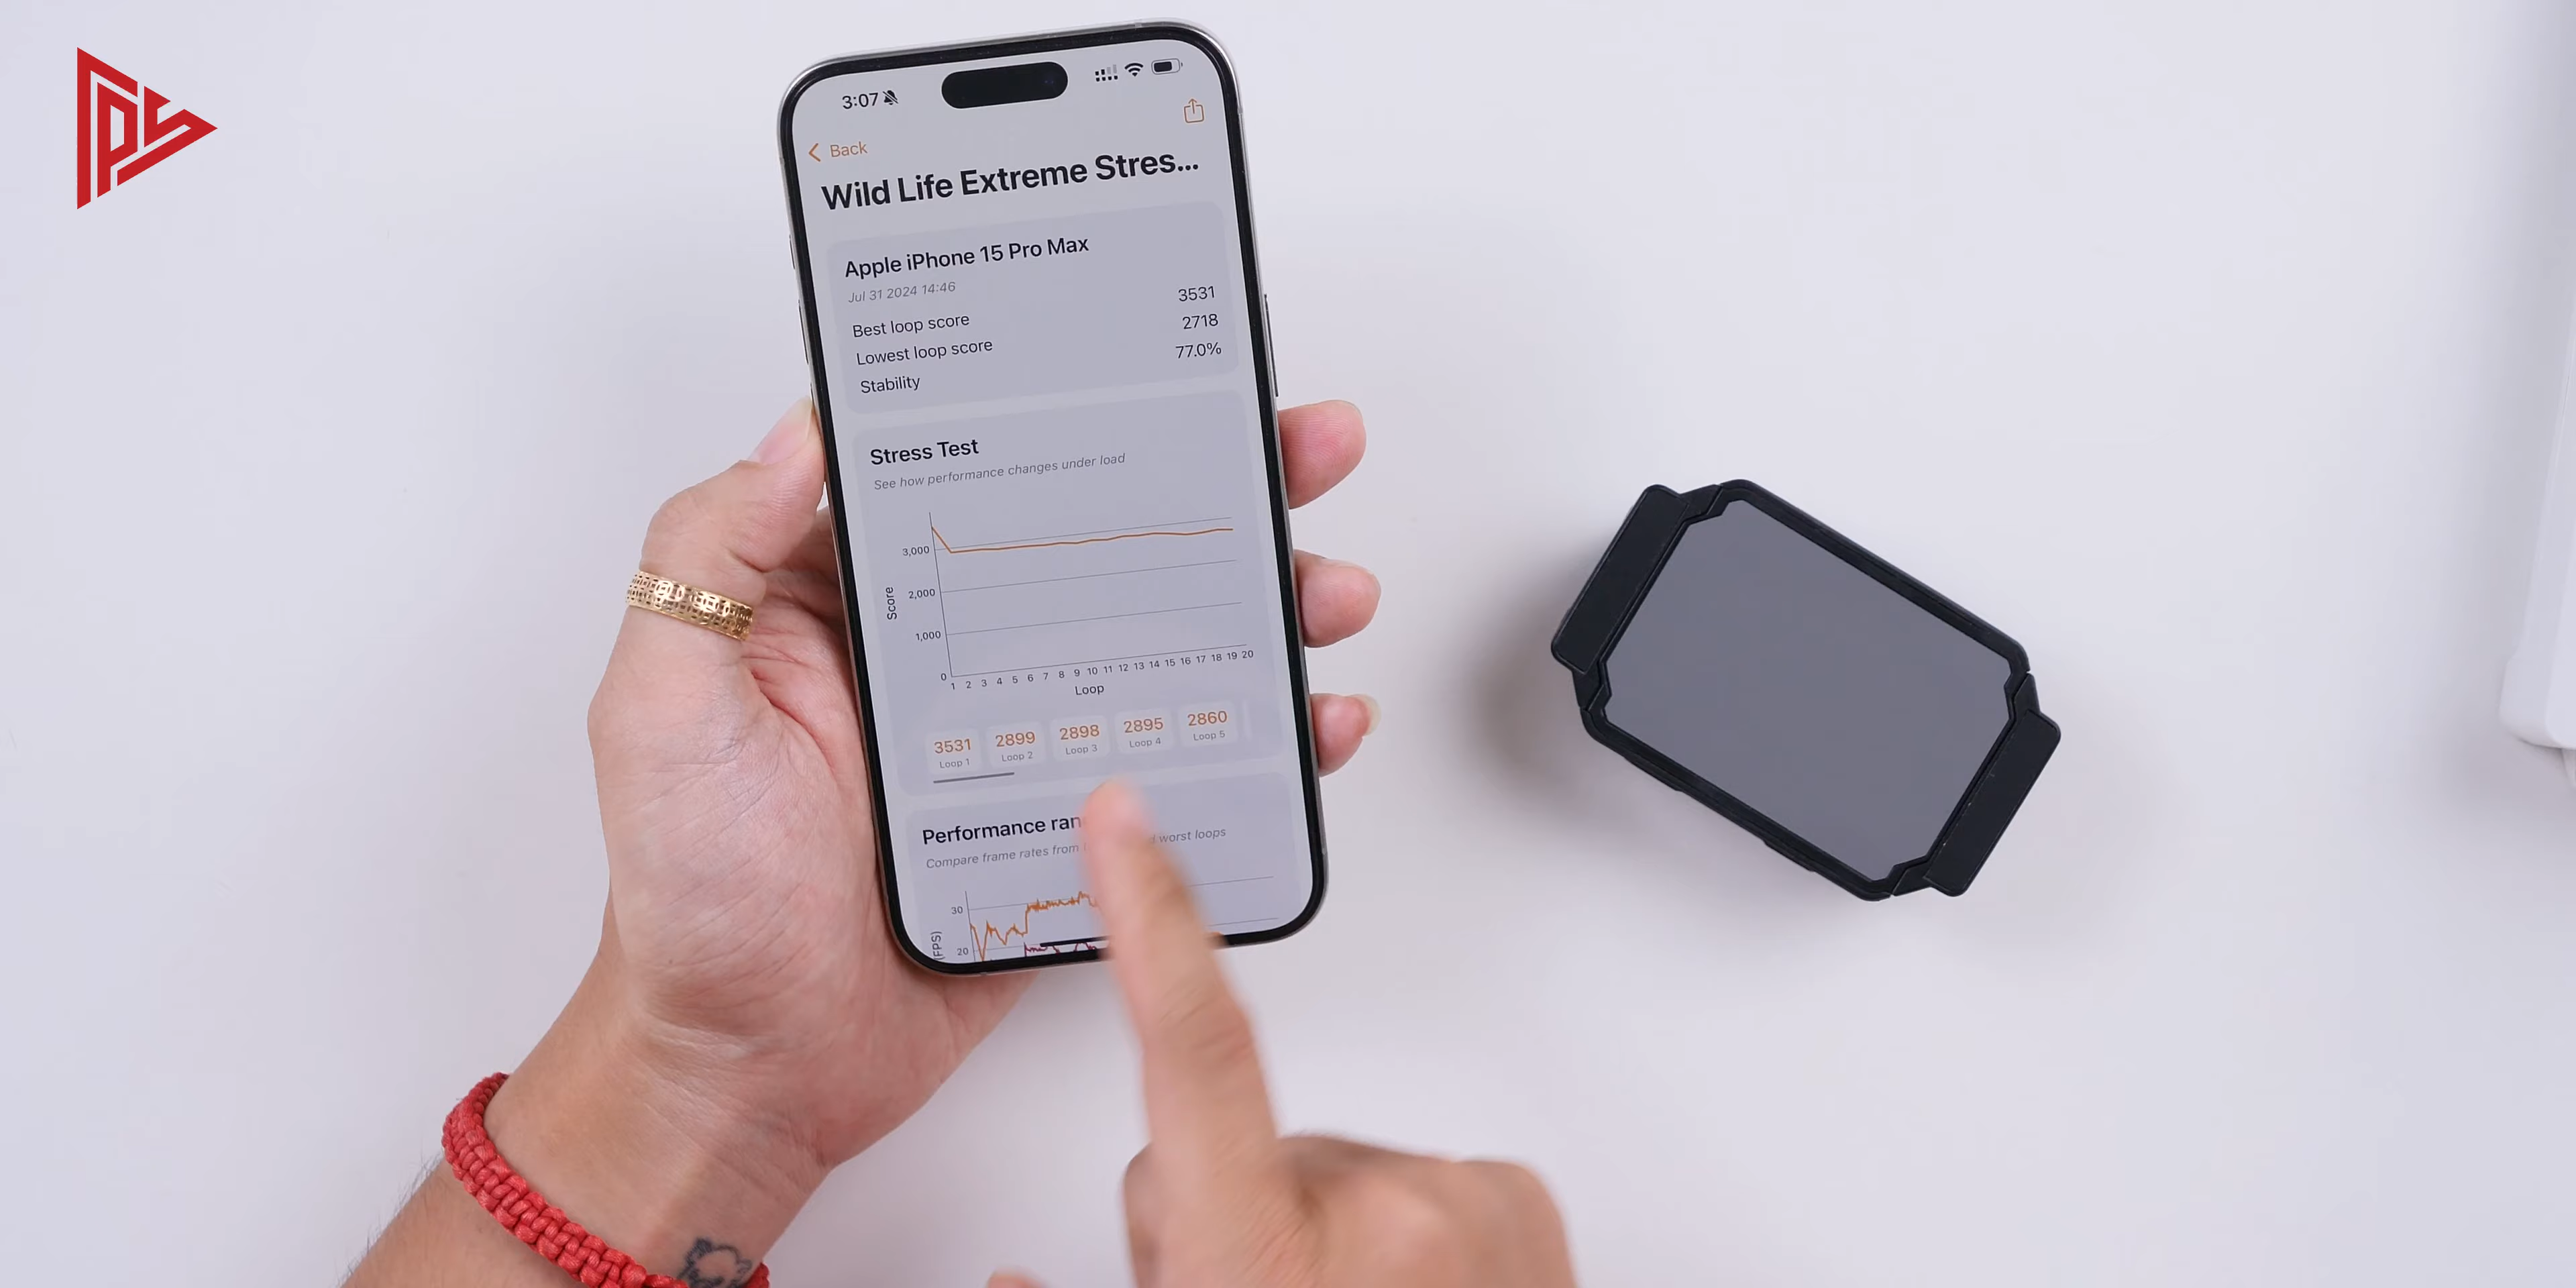 3:07
Back
Wild Life Extreme Stres...
Apple iPhone 15 Pro Max
Jul 31 2024 14:46
Best loop score 3531
Lowest loop score 2718
Stability 77.0%
Stress Test
See how performance changes under load
3,000
2,000
1,000
0
Score
1 2 3 4 5 6 7 8 9 10 11 12 13 14 15 16 17 18 19 20
Loop
3531 2899 2898 2895 2860
Loop 1 Loop 2 Loop 3 Loop 4 Loop 5
Performance ran
Compare frame rates from worst loops
30
20
(FPS)